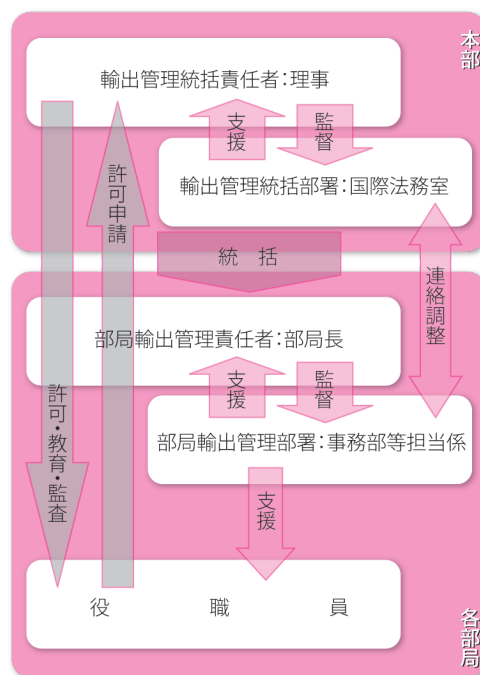 本部
輸出管理統括責任者：理事
支援
監督
許可申請
輸出管理統括部署：国際法務室
統　括
連絡調整
部局輸出管理責任者：部局長
支援
監督
許可・教育・監査
部局輸出管理部署：事務部等担当係
支援
役　職　員
各部局